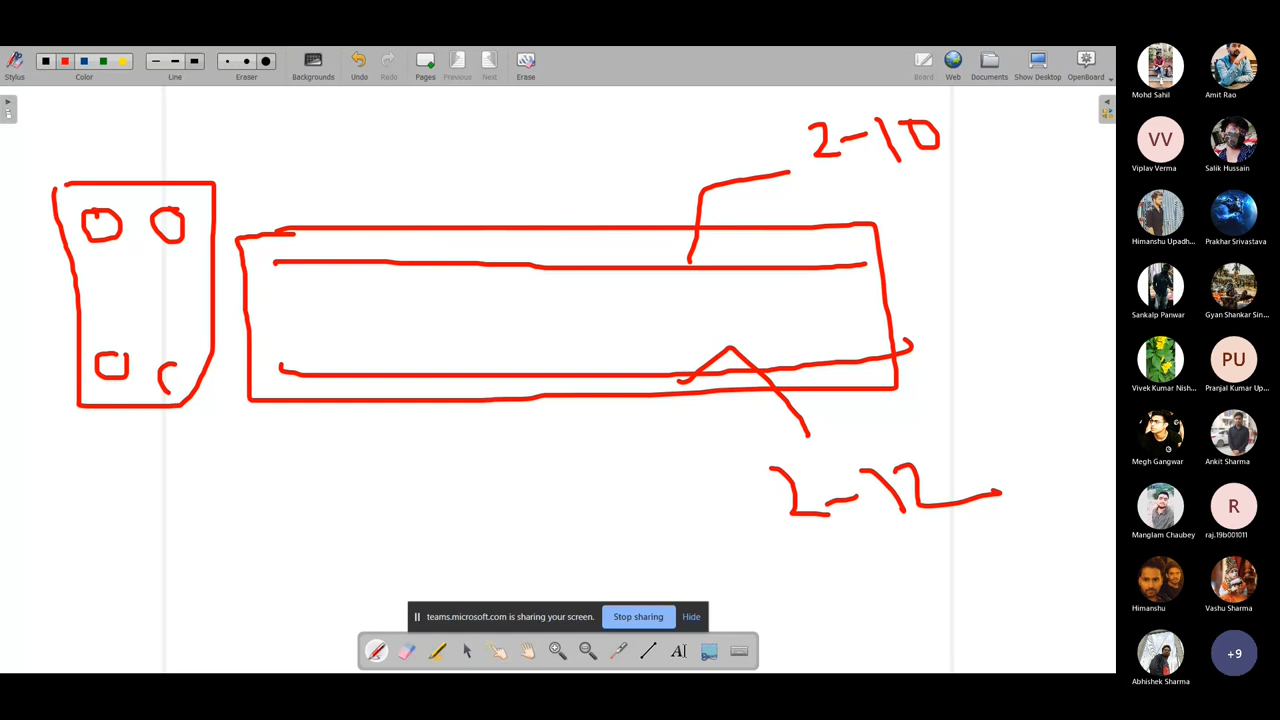 Stylus
Color
Line
Eraser
Backgrounds
Undo
Redo
Pages
Previous
Next
Erase
Board
Web
Documents
Show Desktop
OpenBoard
2-10
2-12
teams.microsoft.com is sharing your screen.
Stop sharing
Hide
AI
Mohd Sahil
Amit Rao
VV
Viplav Verma
Salik Hussain
Himanshu Upadh...
Prakhar Srivastava
Sankalp Panwar
Gyan Shankar Sin...
PU
Vivek Kumar Nish...
Pranjal Kumar Up...
Megh Gangwar
Ankit Sharma
R
Manglam Chaubey
raj.19b001011
Himanshu
Vashu Sharma
+9
Abhishek Sharma